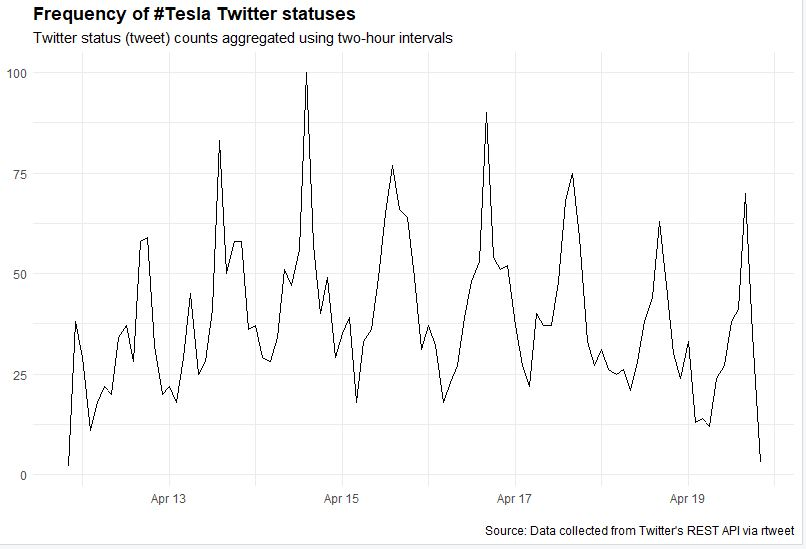 Frequency of #Tesla Twitter statuses
Twitter status (tweet) counts aggregated using two-hour intervals
100
75
50
25
0
Apr 13 Apr 15 Apr 17 Apr 19
Source: Data collected from Twitter's REST API via rtweet